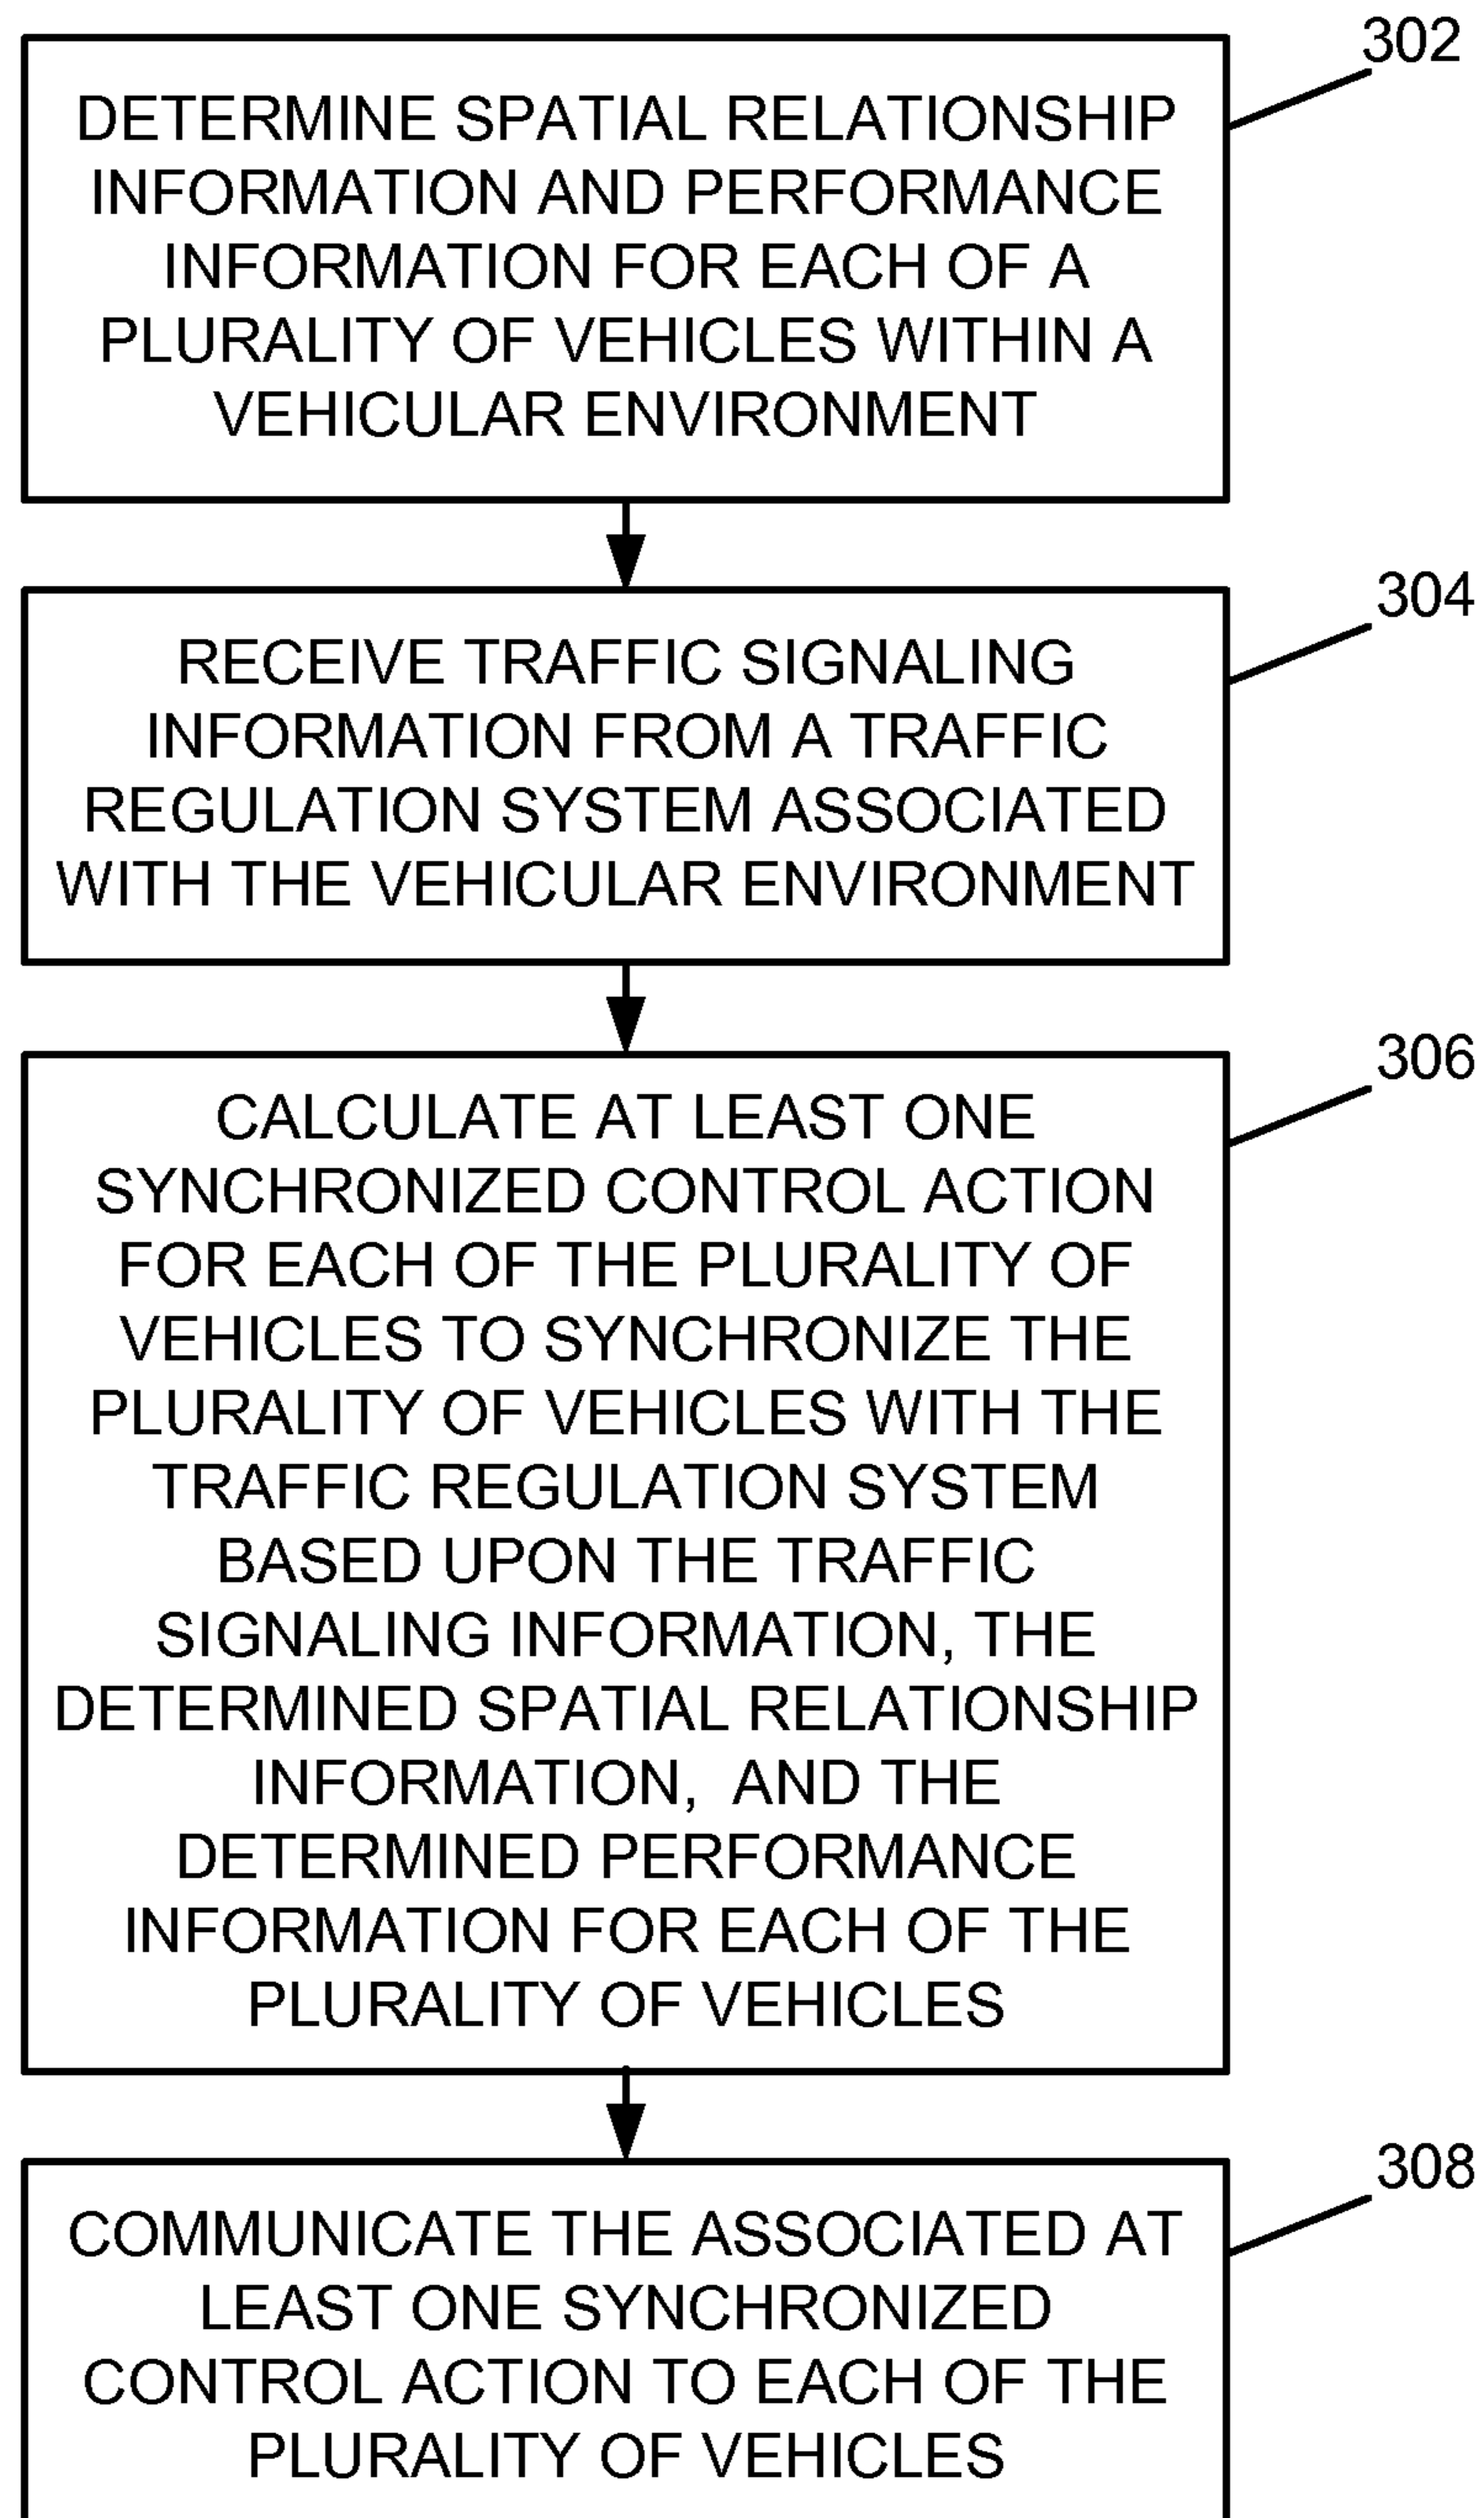 302
DETERMINE SPATIAL RELATIONSHIP
INFORMATION AND PERFORMANCE
INFORMATION FOR EACH OF A
PLURALITY OF VEHICLES WITHIN A
VEHICULAR ENVIRONMENT
304
RECEIVE TRAFFIC SIGNALING
INFORMATION FROM A TRAFFIC
REGULATION SYSTEM ASSOCIATED
WITH THE VEHICULAR ENVIRONMENT
306
CALCULATE AT LEAST ONE
SYNCHRONIZED CONTROL ACTION
FOR EACH OF THE PLURALITY OF
VEHICLES TO SYNCHRONIZE THE
PLURALITY OF VEHICLES WITH THE
TRAFFIC REGULATION SYSTEM
BASED UPON THE TRAFFIC
SIGNALING INFORMATION, THE
DETERMINED SPATIAL RELATIONSHIP
INFORMATION, AND THE
DETERMINED PERFORMANCE
INFORMATION FOR EACH OF THE
PLURALITY OF VEHICLES
308
COMMUNICATE THE ASSOCIATED AT
LEAST ONE SYNCHRONIZED
CONTROL ACTION TO EACH OF THE
PLURALITY OF VEHICLES